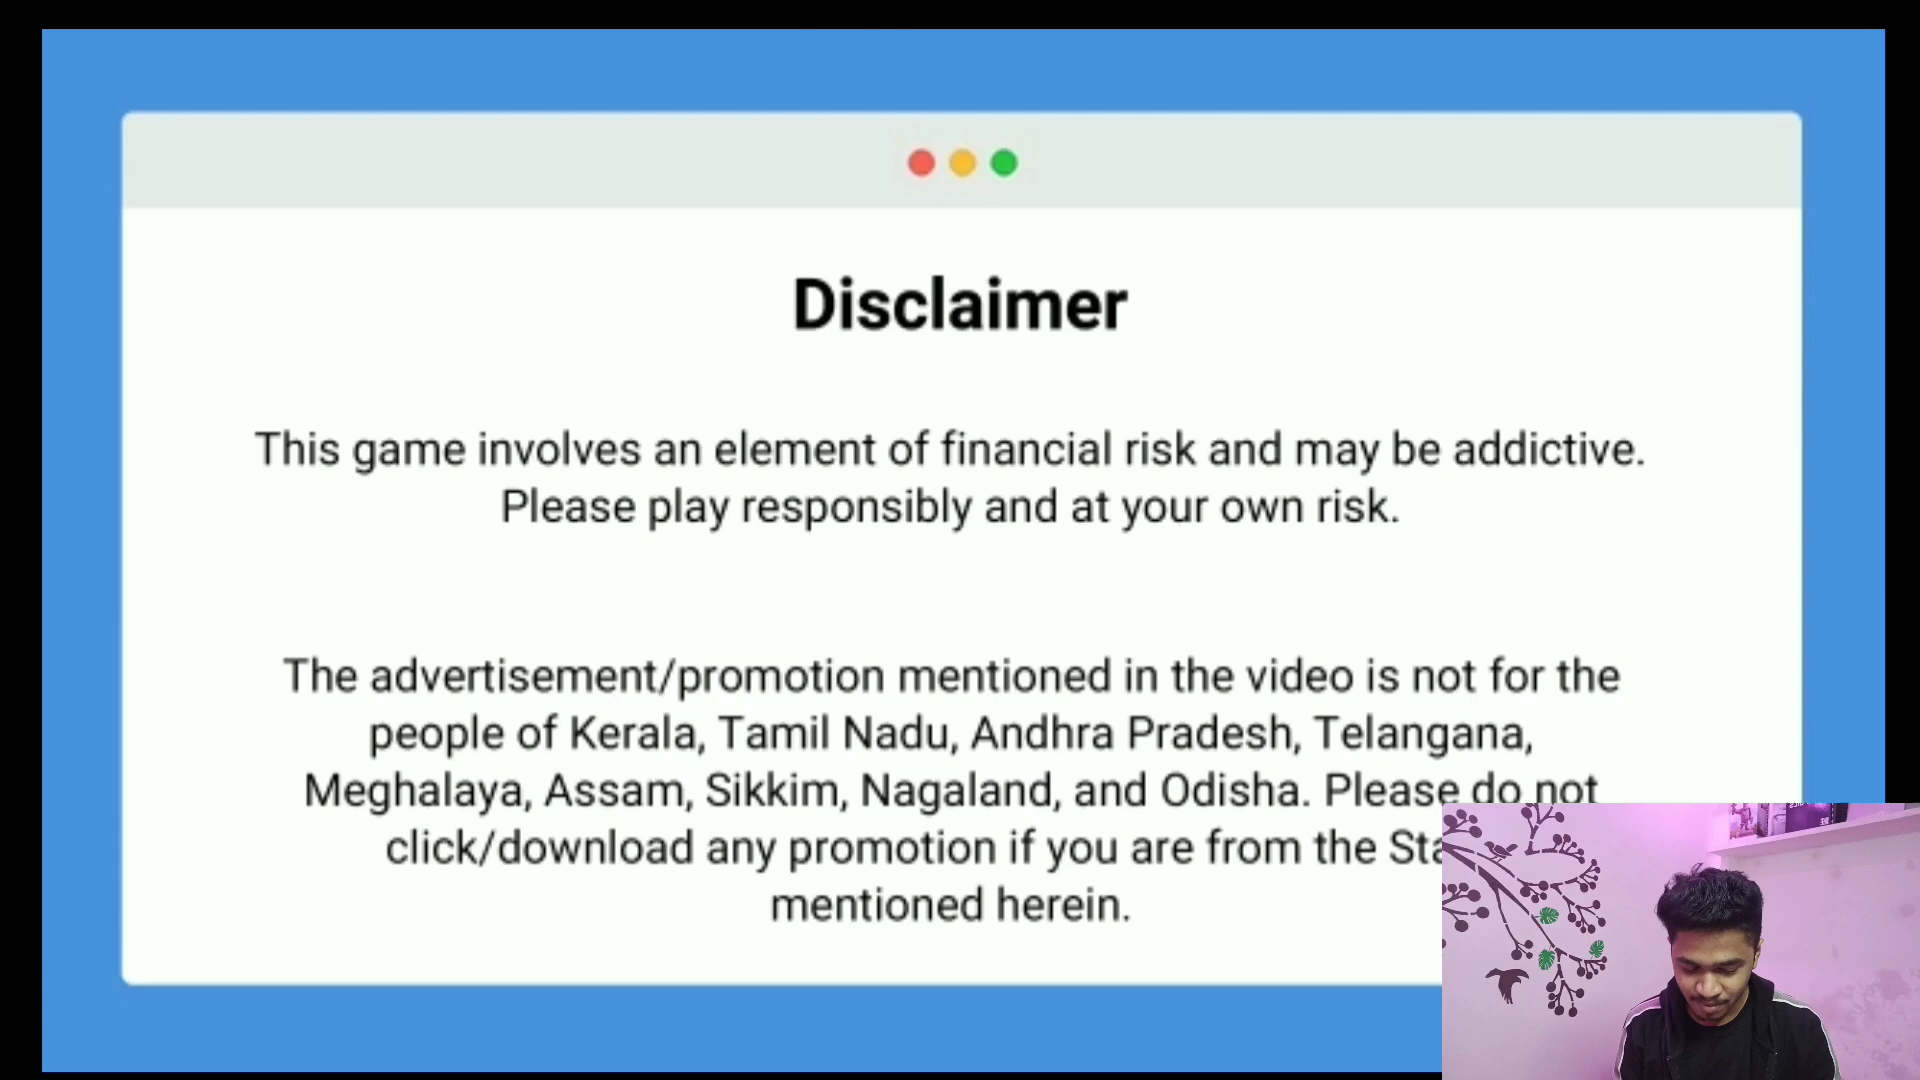 Disclaimer
This game involves an element of financial risk and may be addictive.
Please play responsibly and at your own risk.
The advertisement/promotion mentioned in the video is not for the
people of Kerala, Tamil Nadu, Andhra Pradesh, Telangana,
Meghalaya, Assam, Sikkim, Nagaland, and Odisha. Please do not
click/download any promotion if you are from the
mentioned herein.